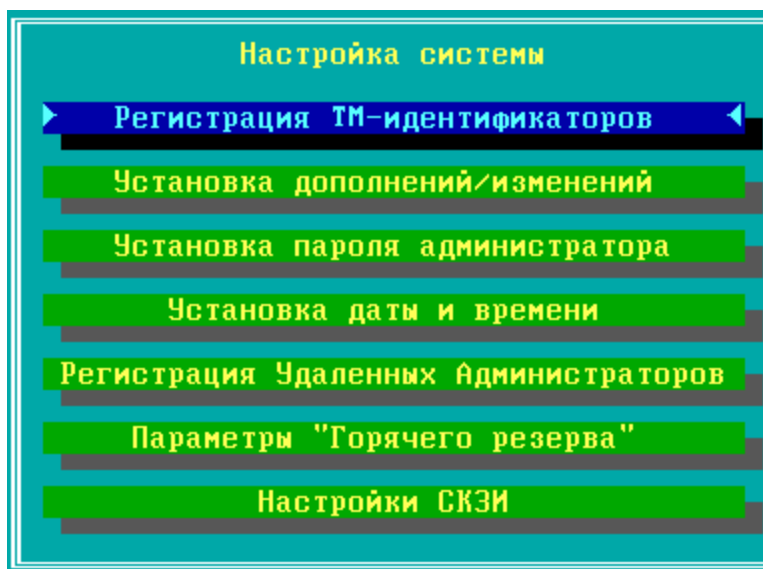 Настройка системы
Регистрация ТМ-идентификаторов
Установка дополнений/изменений
Установка пароля администратора
Установка даты и времени
Регистрация Удаленных Администраторов
Параметры "Горячего резерва"
Настройки СКЗИ